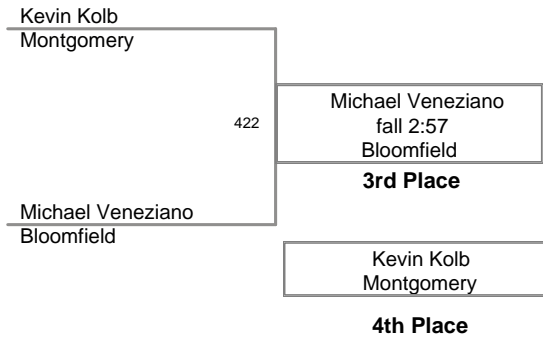 Kevin Kolb
Montgomery
422
Michael Veneziano
fall 2:57
Bloomfield
3rd Place
Michael Veneziano
Bloomfield
Kevin Kolb
Montgomery
4th Place